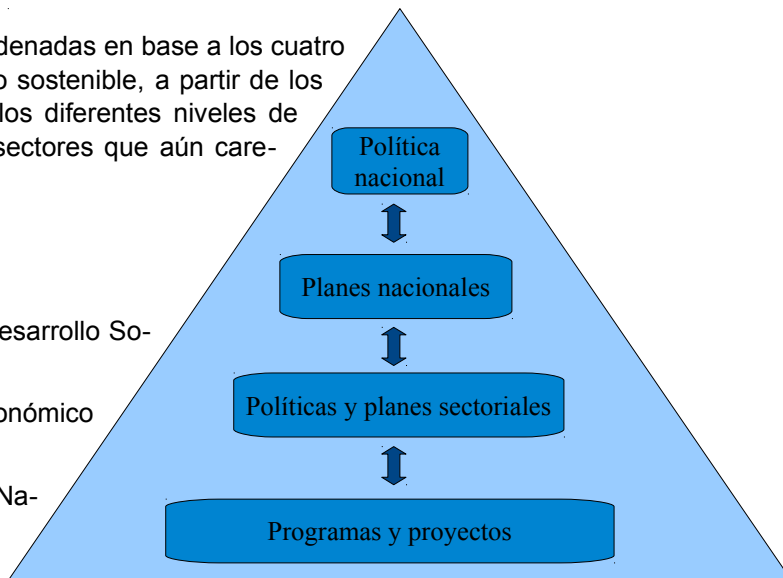 denadas en base a los cuatro
o sostenible, a partir de los
los diferentes niveles de
sectores que aún care-
Política
nacional
Planes nacionales
esarrollo So-
Políticas y planes sectoriales
onómico
Na-
Programas y proyectos